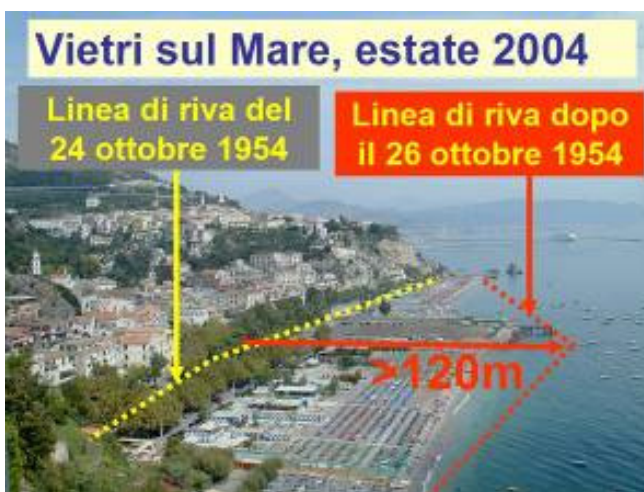 Vietri sul Mare, estate 2004
Linea di riva del
24 ottobre 1954
Linea di riva dopo
il 26 ottobre 1954
>120m